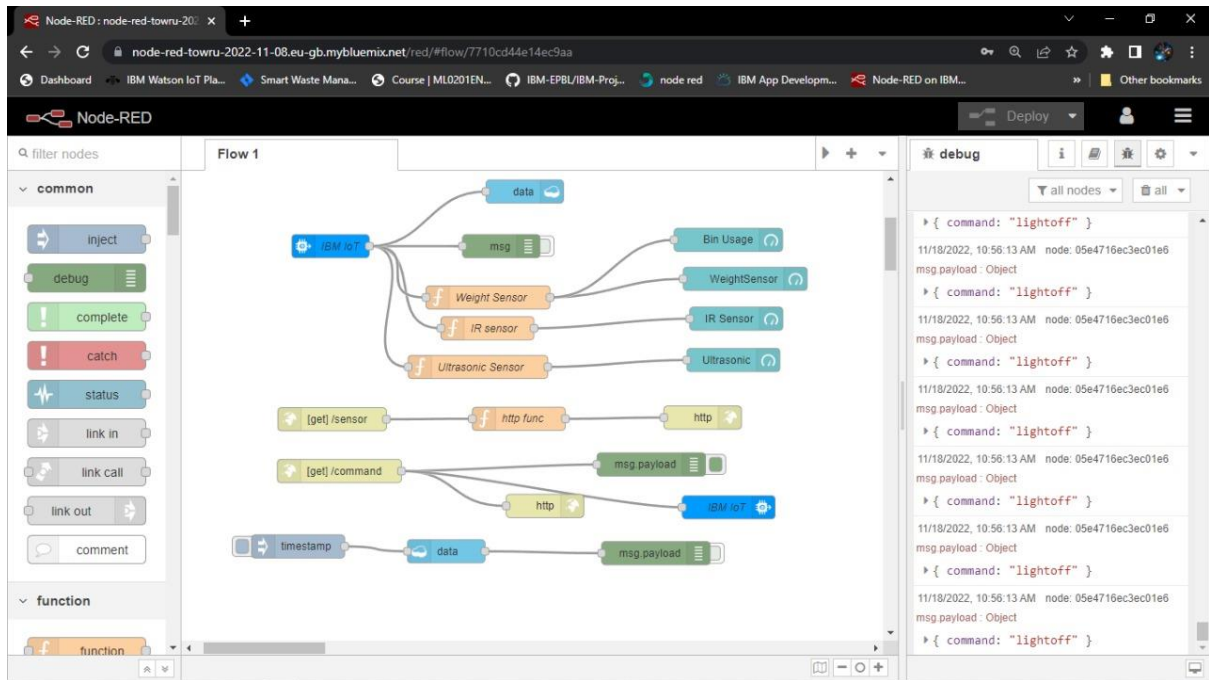 Node-RED : node-red-towru-202
node-red-towru-2022-11-08.eu-gb.mybluemix.net/red/#flow/7710cd44e14ec9aa
Dashboard IBM Watson IoT Pla... Smart Waste Mana... Course | ML0201EN... IBM-EPBL/IBM-Proj... node red IBM App Developm... Node-RED on IBM... » Other bookmarks
Node-RED Deploy
filter nodes
common
inject
debug
complete
catch
status
link in
link call
link out
comment
function
function
Flow 1
data
IBM IoT
msg
Bin Usage
Weight Sensor
WeightSensor
IR sensor
IR Sensor
Ultrasonic Sensor
Ultrasonic
[get] /sensor
http func
http
[get] /command
msg.payload
http
IBM IoT
timestamp
data
msg.payload
debug
all nodes all
{ command: "lightoff" }
11/18/2022, 10:56:13 AM node: 05e4716ec3ec01e6
msg.payload : Object
{ command: "lightoff" }
11/18/2022, 10:56:13 AM node: 05e4716ec3ec01e6
msg.payload : Object
{ command: "lightoff" }
11/18/2022, 10:56:13 AM node: 05e4716ec3ec01e6
msg.payload : Object
{ command: "lightoff" }
11/18/2022, 10:56:13 AM node: 05e4716ec3ec01e6
msg.payload : Object
{ command: "lightoff" }
11/18/2022, 10:56:13 AM node: 05e4716ec3ec01e6
msg.payload : Object
{ command: "lightoff" }
11/18/2022, 10:56:13 AM node: 05e4716ec3ec01e6
msg.payload : Object
{ command: "lightoff" }